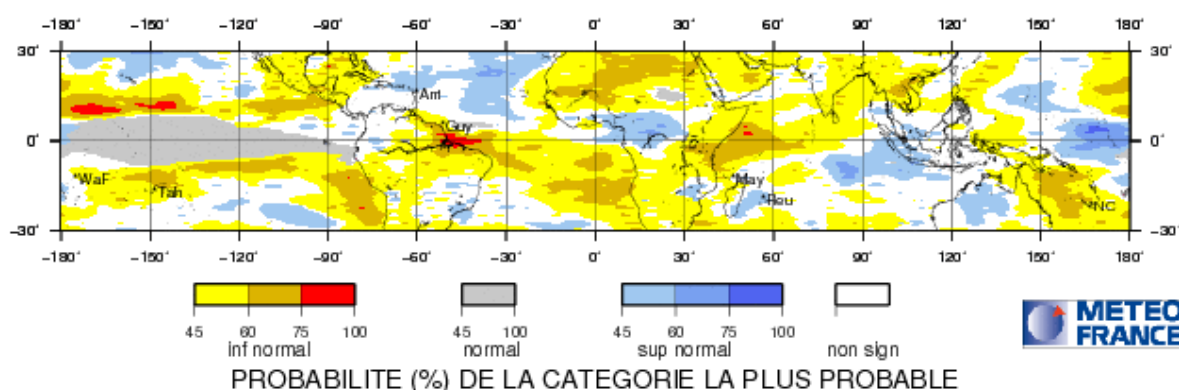 −180˚ −150˚ −120˚ −90˚ −60˚ −30˚ 0˚ 30˚ 60˚ 90˚ 120˚ 150˚ 180˚
30˚ 30˚
Ant
Guy
0˚ 0˚
WaF May
Tah Reu NC
−30˚ −30˚
−180˚ −150˚ −120˚ −90˚ −60˚ −30˚ 0˚ 30˚ 60˚ 90˚ 120˚ 150˚ 180˚
45 60 75 100 45 100 45 60 75 100
inf normal normal sup normal non sign
METEO
FRANCE
PROBABILITE (%) DE LA CATEGORIE LA PLUS PROBABLE